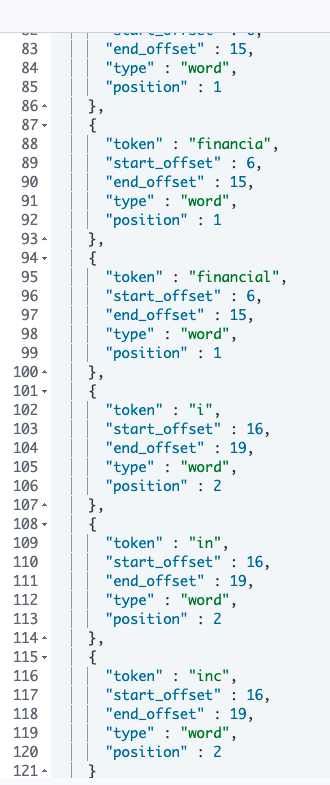 83 "end_offset" : 15,
84 "type" : "word",
85 "position" : 1
86 },
87 {
88 "token" : "financia",
89 "start_offset" : 6,
90 "end_offset" : 15,
91 "type" : "word",
92 "position" : 1
93 },
94 {
95 "token" : "financial",
96 "start_offset" : 6,
97 "end_offset" : 15,
98 "type" : "word",
99 "position" : 1
100 },
101 {
102 "token" : "i",
103 "start_offset" : 16,
104 "end_offset" : 19,
105 "type" : "word",
106 "position" : 2
107 },
108 {
109 "token" : "in",
110 "start_offset" : 16,
111 "end_offset" : 19,
112 "type" : "word",
113 "position" : 2
114 },
115 {
116 "token" : "inc",
117 "start_offset" : 16,
118 "end_offset" : 19,
119 "type" : "word",
120 "position" : 2
121 }